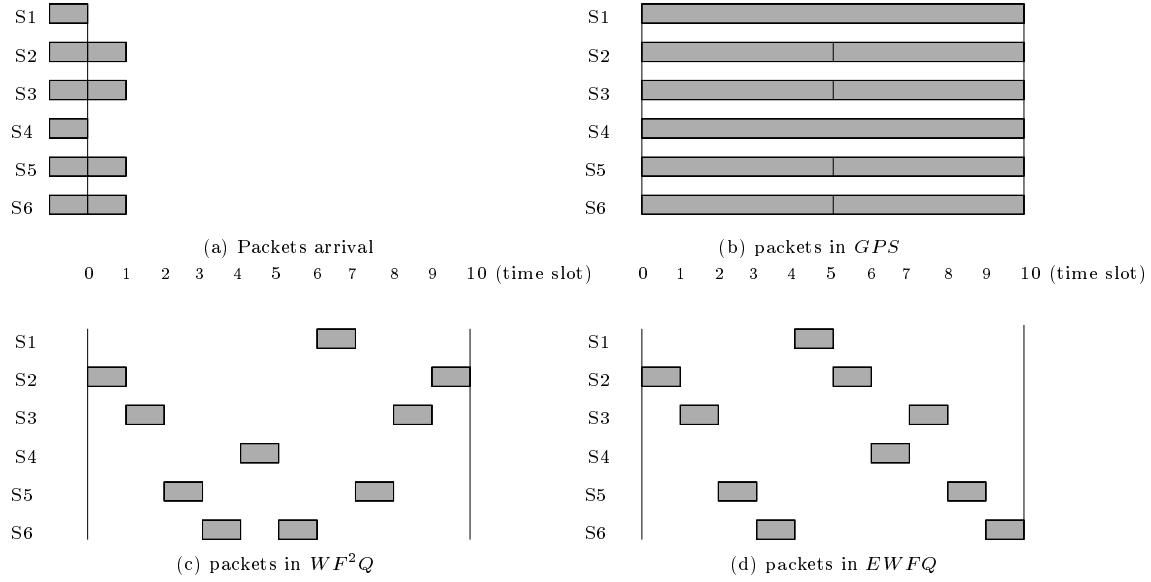 S1
S2
S3
S4
S5
S6
(a) Packets arrival
S1
S2
S3
S4
S5
S6
(b) packets in GPS
0 1 2 3 4 5 6 7 8 9 10 (time slot)
0 1 2 3 4 5 6 7 8 9 10 (time slot)
S1
S2
S3
S4
S5
S6
(c) packets in WF²Q
S1
S2
S3
S4
S5
S6
(d) packets in EWFQ